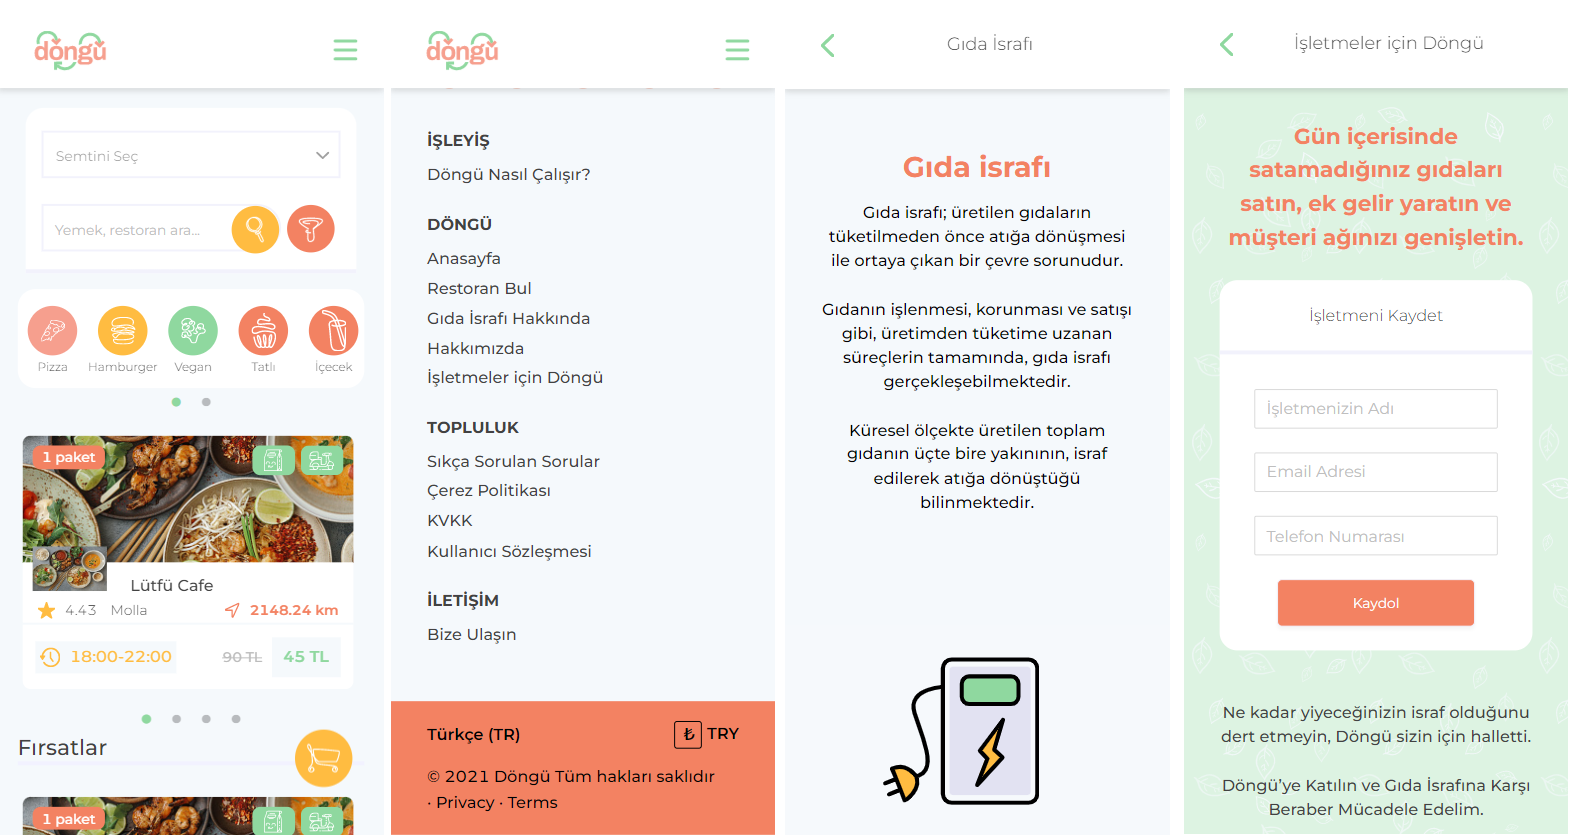 döngü
Semtini Seç
Yemek, restoran ara...
Pizza
Hamburger
Vegan
Tatlı
İçecek
1 paket
Lütfü Cafe
4.43 Molla
2148.24 km
18:00-22:00
90 TL
45 TL
Fırsatlar
1 paket
döngü
İŞLEYİŞ
Döngü Nasıl Çalışır?
DÖNGÜ
Anasayfa
Restoran Bul
Gıda İsrafı Hakkında
Hakkımızda
İşletmeler için Döngü
TOPLULUK
Sıkça Sorulan Sorular
Çerez Politikası
KVKK
Kullanıcı Sözleşmesi
İLETİŞİM
Bize Ulaşın
Türkçe (TR)
₺ TRY
© 2021 Döngü Tüm hakları saklıdır
· Privacy · Terms
Gıda İsrafı
Gıda israfı
Gıda israfı; üretilen gıdaların
tüketilmeden önce atığa dönüşmesi
ile ortaya çıkan bir çevre sorunudur.
Gıdanın işlenmesi, korunması ve satışı
gibi, üretimden tüketime uzanan
süreçlerin tamamında, gıda israfı
gerçekleşebilmektedir.
Küresel ölçekte üretilen toplam
gıdanın üçte bire yakınının, israf
edilerek atığa dönüştüğü
bilinmektedir.
İşletmeler için Döngü
Gün içerisinde
satamadığınız gıdaları
satın, ek gelir yaratın ve
müşteri ağınızı genişletin.
İşletmeni Kaydet
İşletmenizin Adı
Email Adresi
Telefon Numarası
Kaydol
Ne kadar yiyeceğinizin israf olduğunu
dert etmeyin, Döngü sizin için halletti.
Döngü'ye Katılın ve Gıda İsrafına Karşı
Beraber Mücadele Edelim.